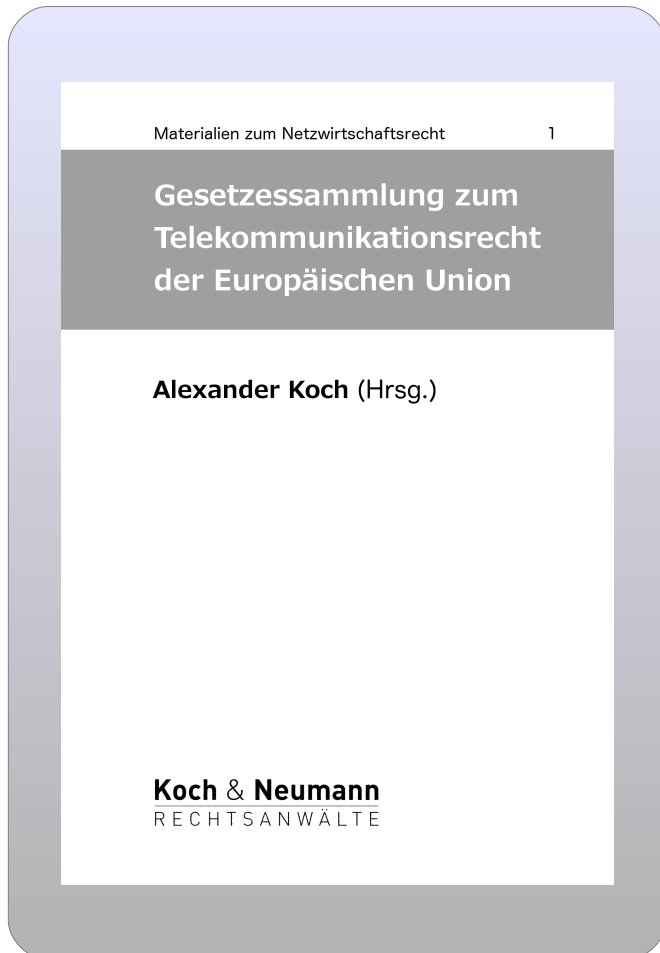 Materialien zum Netzwirtschaftsrecht 1
Gesetzessammlung zum
Telekommunikationsrecht
der Europäischen Union
Alexander Koch (Hrsg.)
Koch & Neumann
RECHTSANWÄLTE